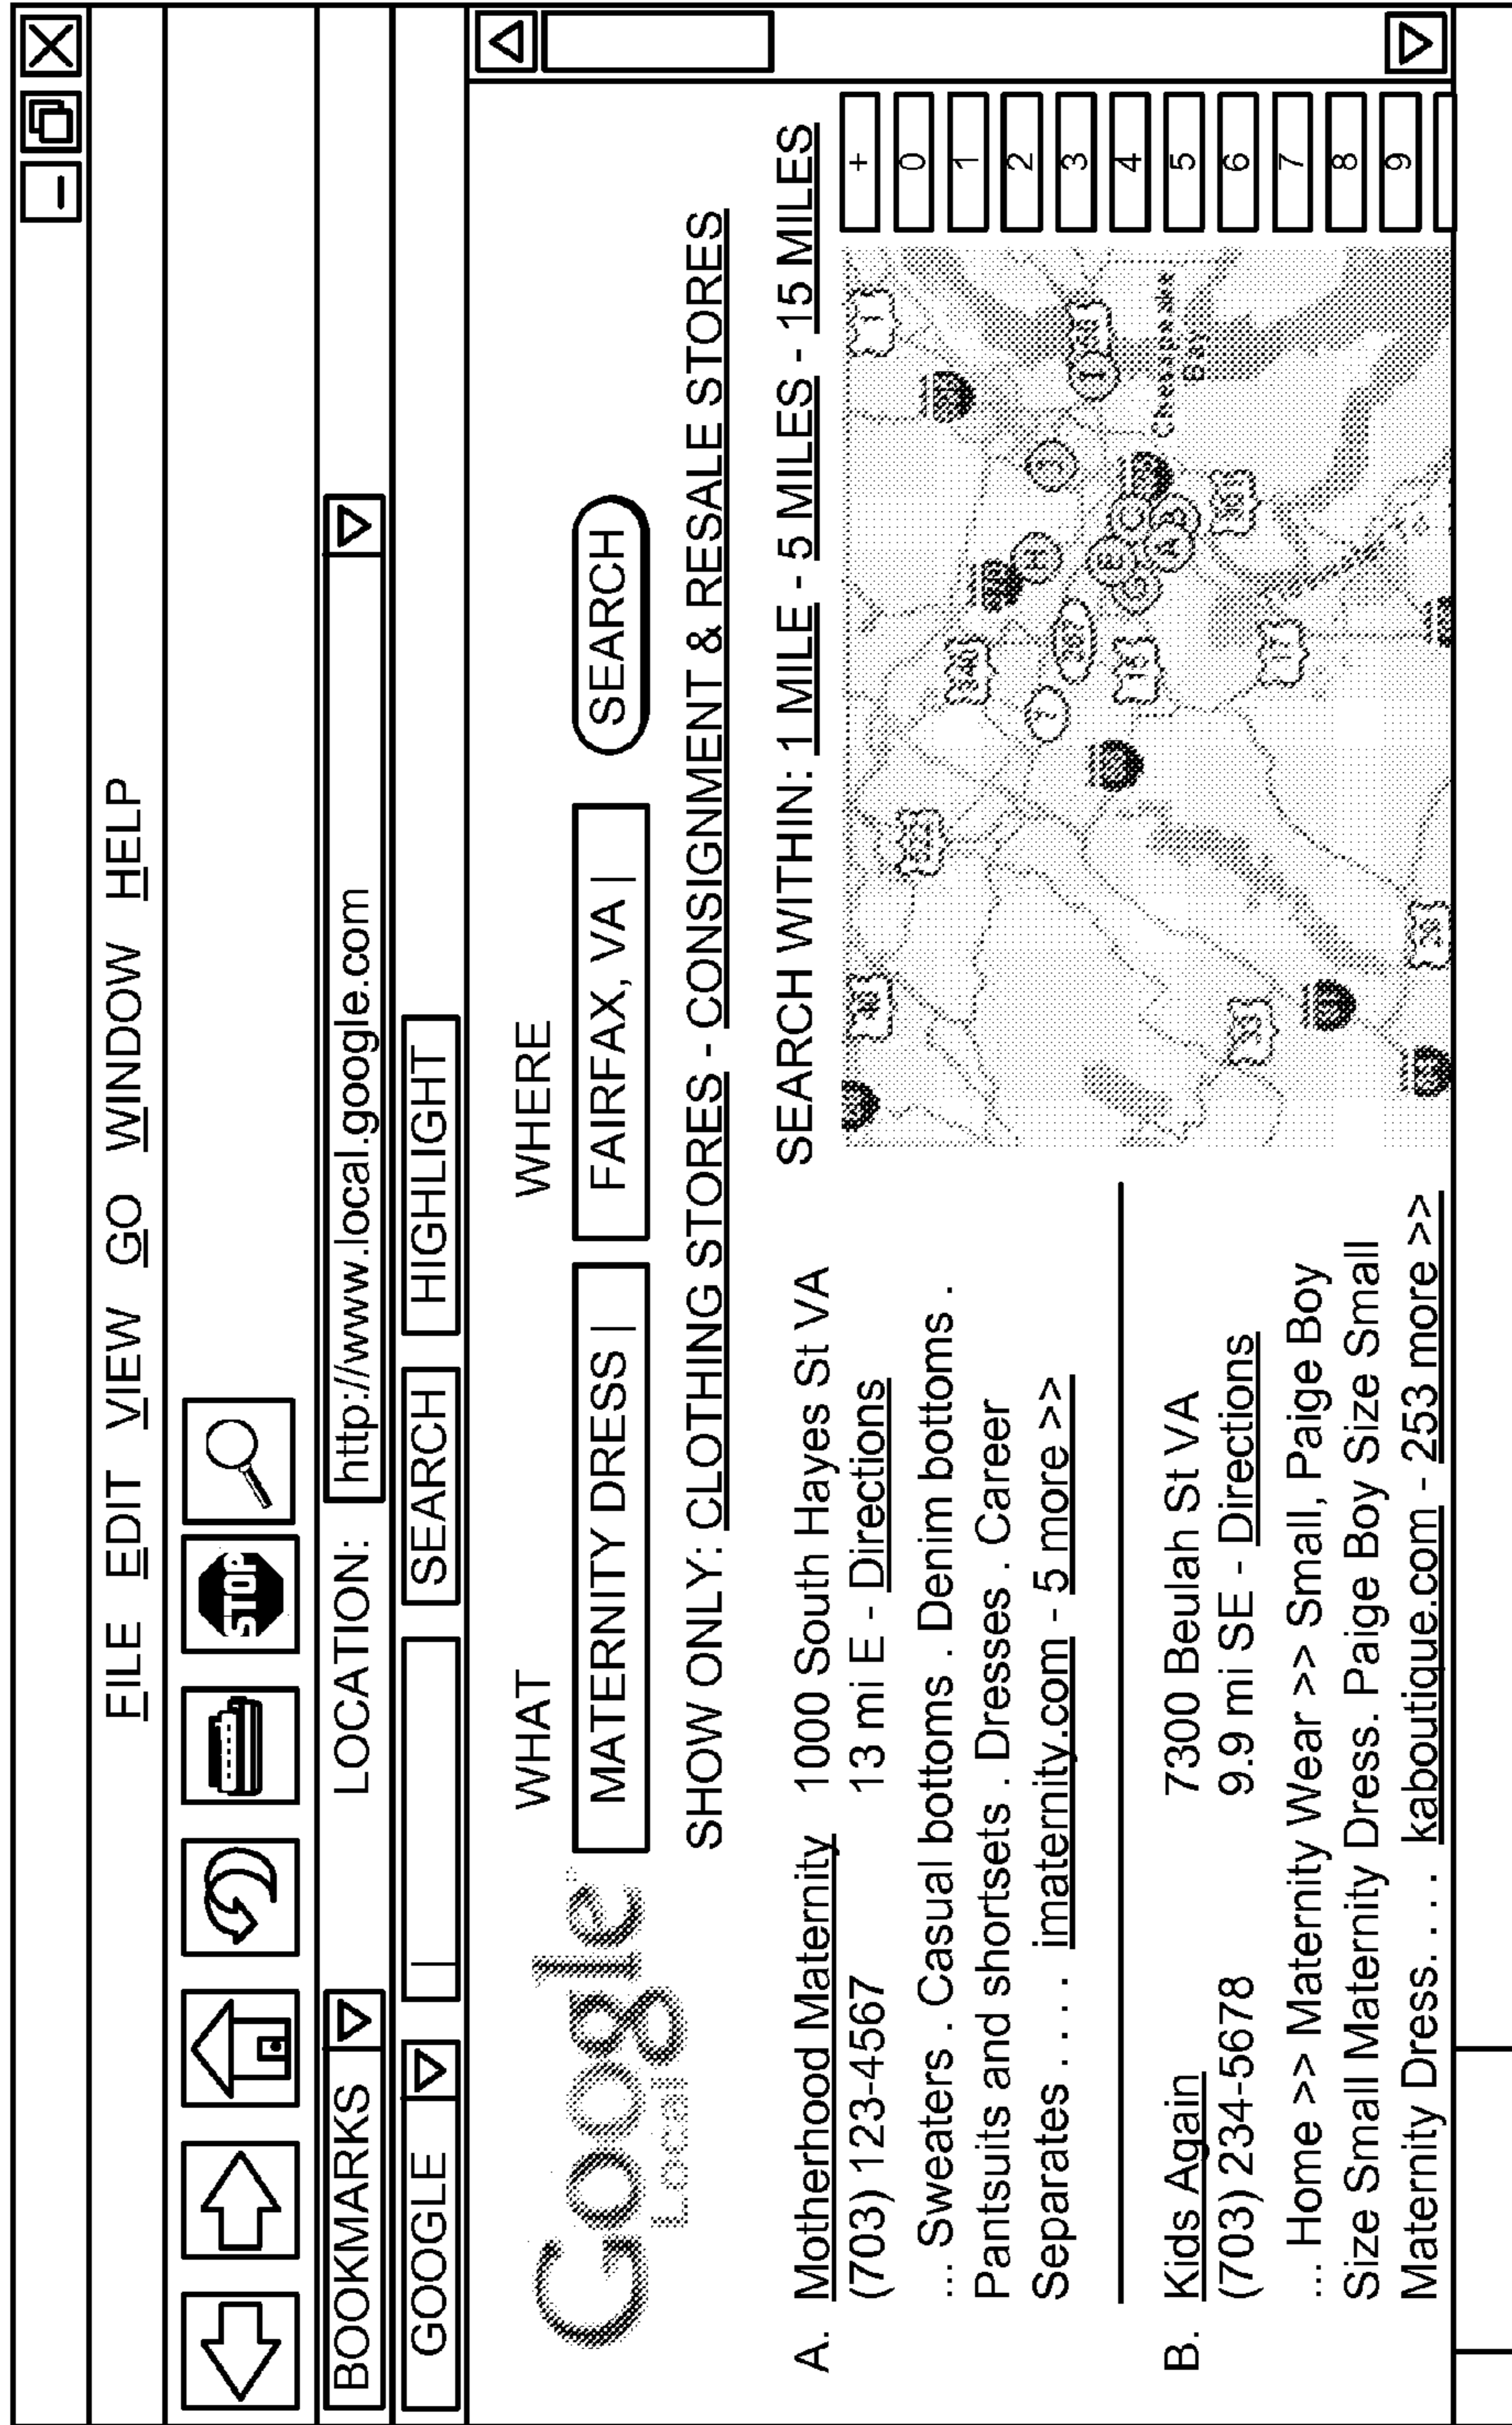 FILE EDIT VIEW GO WINDOW HELP
STOP
BOOKMARKS LOCATION: http://www.local.google.com
GOOGLE SEARCH HIGHLIGHT
WHAT WHERE
Google Local MATERNITY DRESS FAIRFAX, VA SEARCH
SHOW ONLY: CLOTHING STORES - CONSIGNMENT & RESALE STORES
SEARCH WITHIN: 1 MILE - 5 MILES - 15 MILES
A. Motherhood Maternity 1000 South Hayes St VA
(703) 123-4567 13 mi E - Directions
... Sweaters . Casual bottoms . Denim bottoms .
Pantsuits and shortsets . Dresses . Career
Separates . . . . imaternity.com - 5 more >>
B. Kids Again 7300 Beulah St VA
(703) 234-5678 9.9 mi SE - Directions
... Home >> Maternity Wear >> Small, Paige Boy
Size Small Maternity Dress. Paige Boy Size Small
Maternity Dress. . . . kaboutique.com - 253 more >>
Chesapeake
Bay
+
0
1
2
3
4
5
6
7
8
9